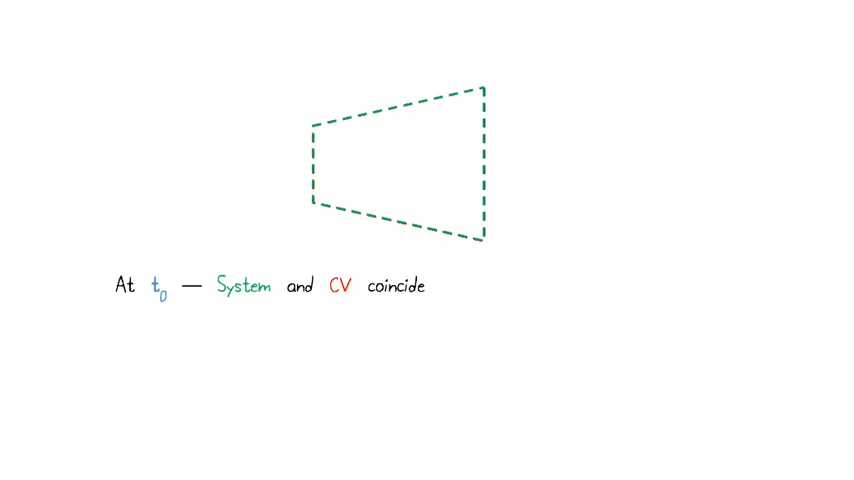 At t₀ — System and CV coincide